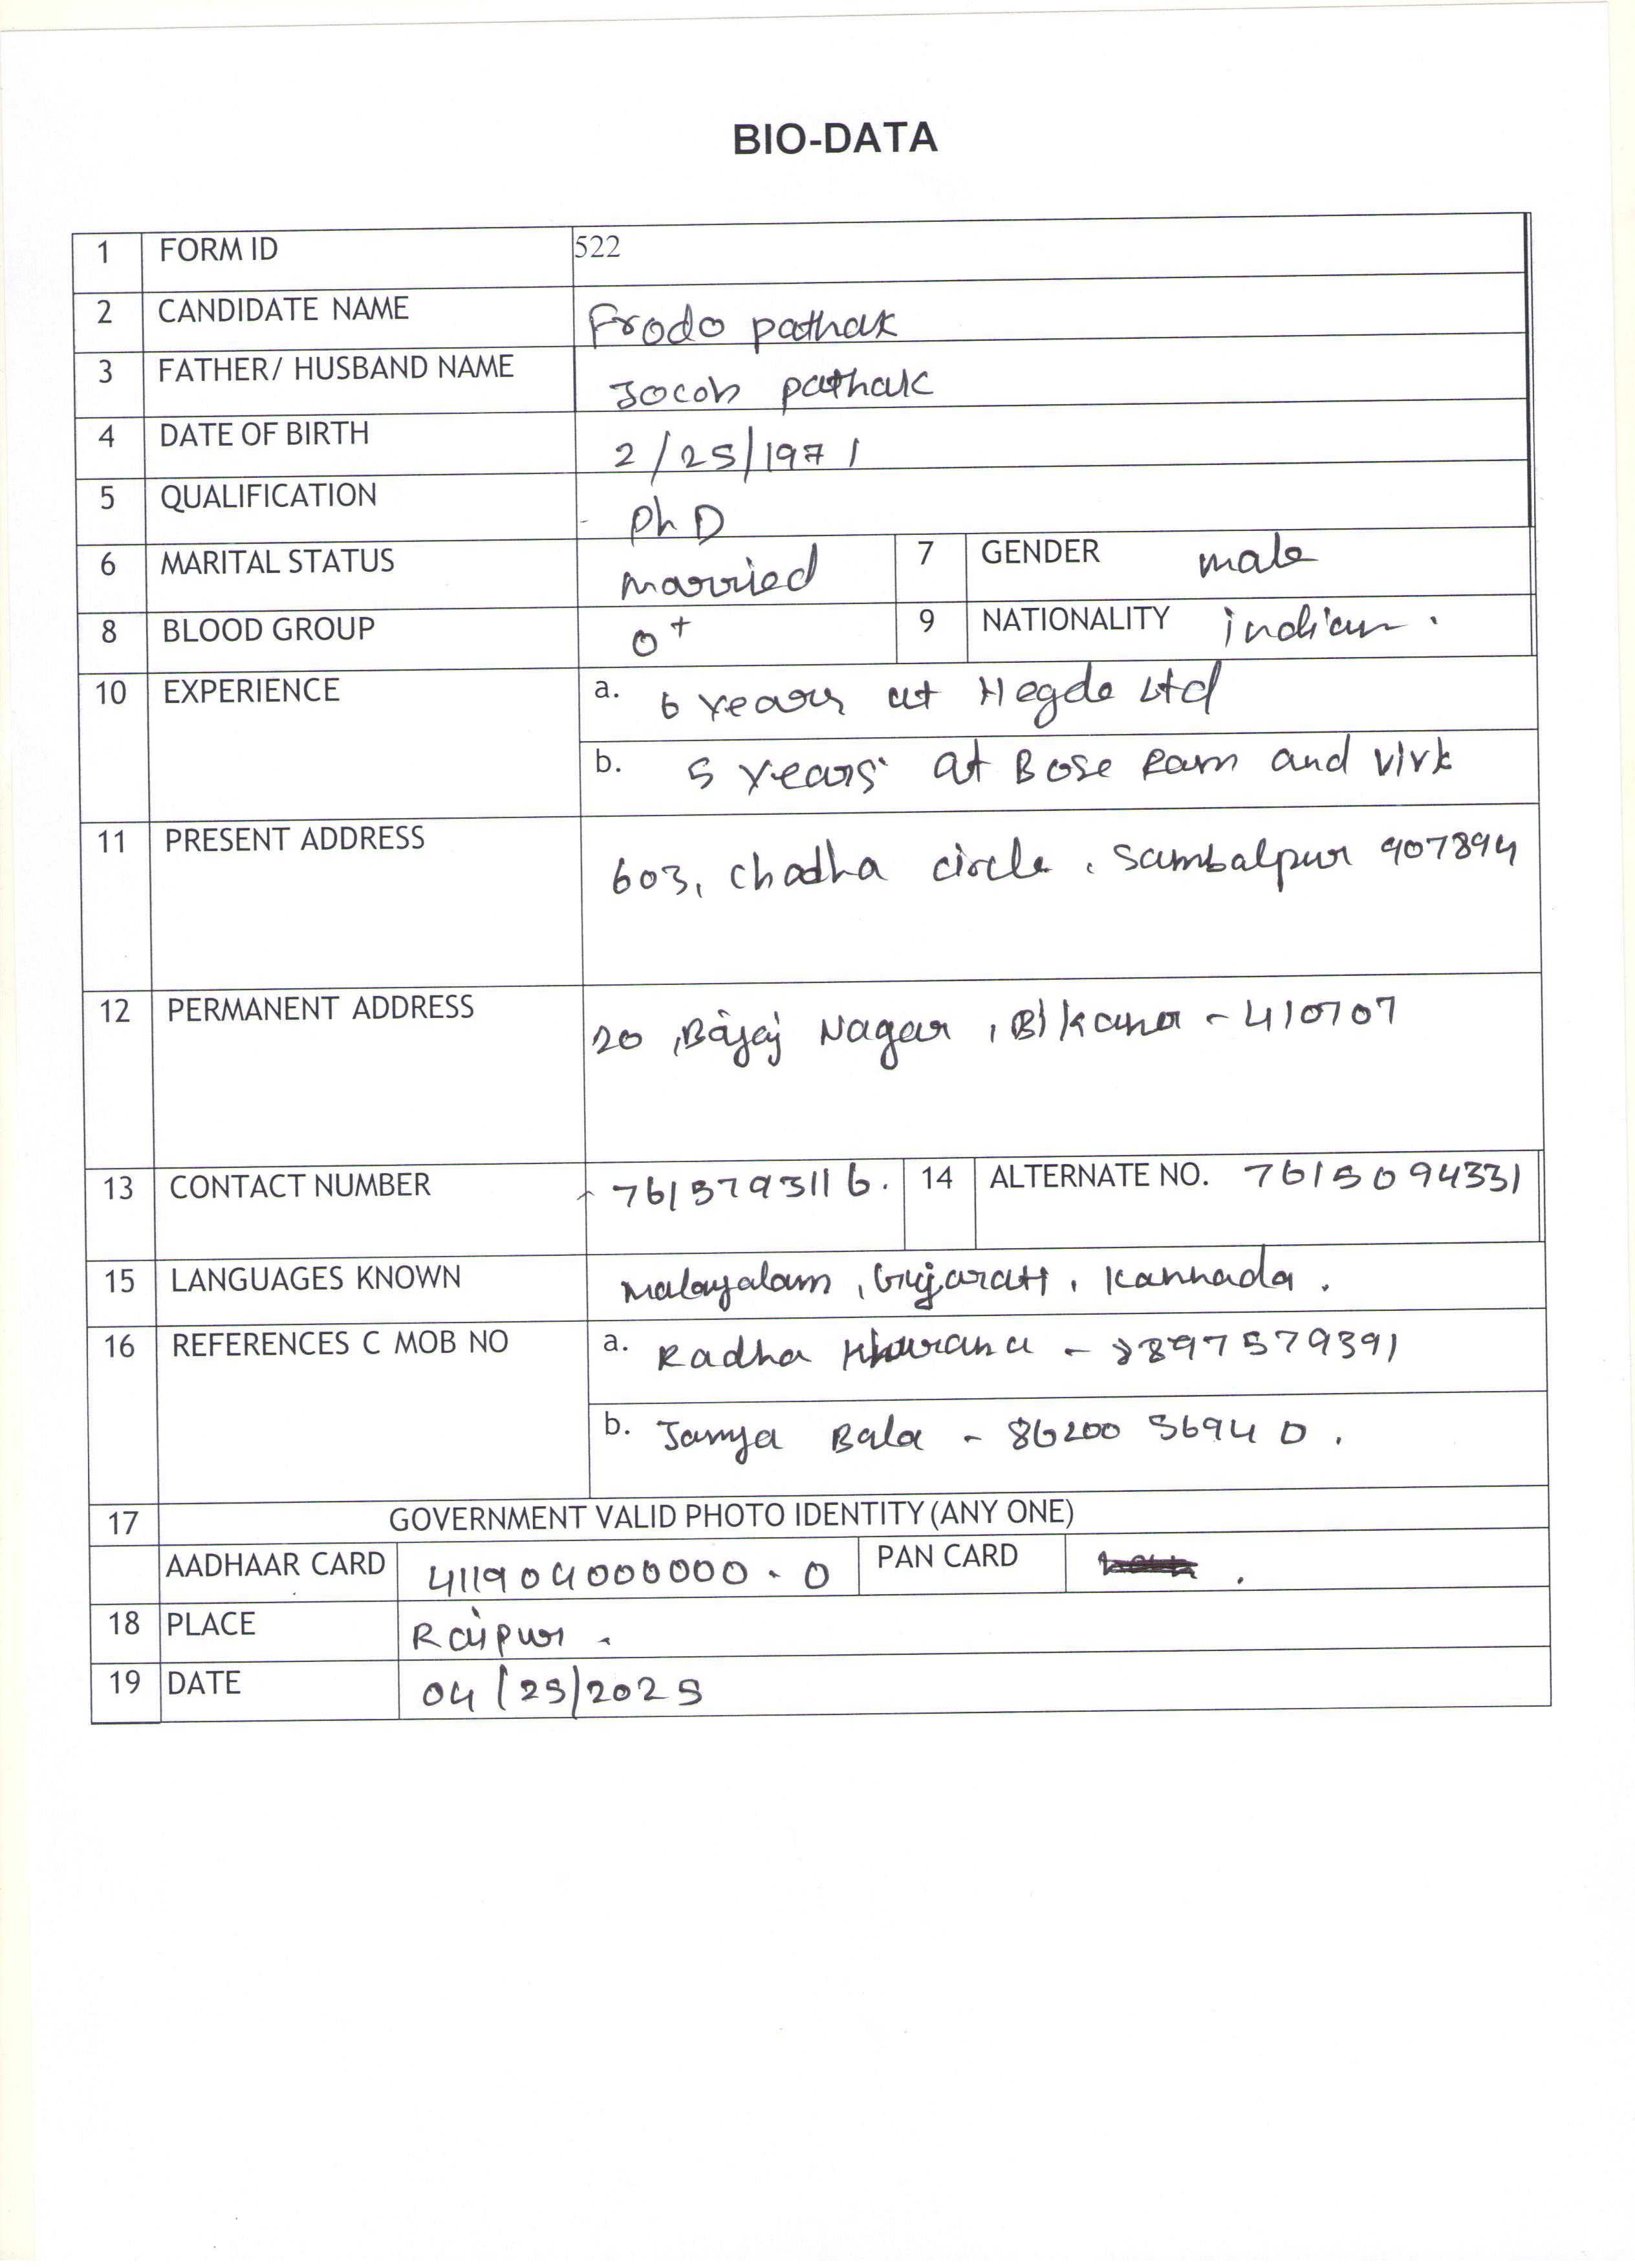 BIO-DATA
1 FORM ID 522
2 CANDIDATE NAME Frodo pathak
3 FATHER/ HUSBAND NAME Jocob pathak
4 DATE OF BIRTH 2/25/1971
5 QUALIFICATION Ph D
6 MARITAL STATUS married 7 GENDER male
8 BLOOD GROUP O+ 9 NATIONALITY indian.
10 EXPERIENCE a. 6 years at Hegde Ltd
b. 5 years at Bose Ram and Virk
11 PRESENT ADDRESS 603, Chadha circle, Sambalpur 907894
12 PERMANENT ADDRESS 20, Bajaj Nagar, - 410707
13 CONTACT NUMBER 7615793116. 14 ALTERNATE NO. 7615094331
15 LANGUAGES KNOWN Malayalam, Gujarati, Kannada.
16 REFERENCES C MOB NO a. Radha Khurana - 8897579391
b. Janya Bala - 86200 56940.
17 GOVERNMENT VALID PHOTO IDENTITY (ANY ONE)
AADHAAR CARD 411904000000.0 PAN CARD
18 PLACE Raipur.
19 DATE 04/25/2025